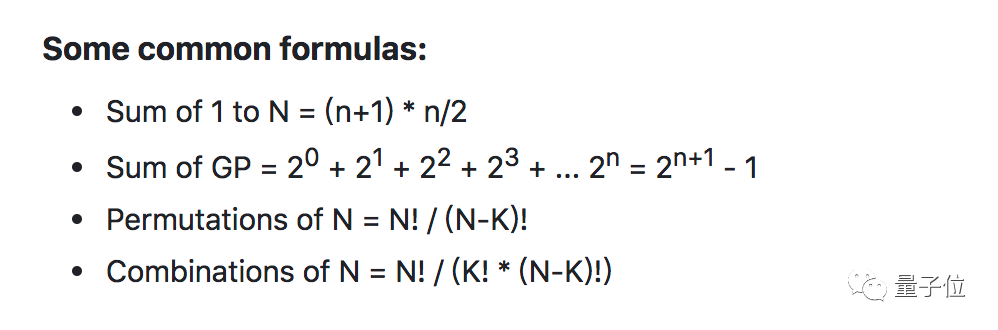 Some common formulas:
• Sum of 1 to N = (n+1) * n/2
• Sum of GP = 2⁰ + 2¹ + 2² + 2³ + ... 2ⁿ = 2ⁿ⁺¹ - 1
• Permutations of N = N! / (N-K)!
• Combinations of N = N! / (K! * (N-K)!)
量子位